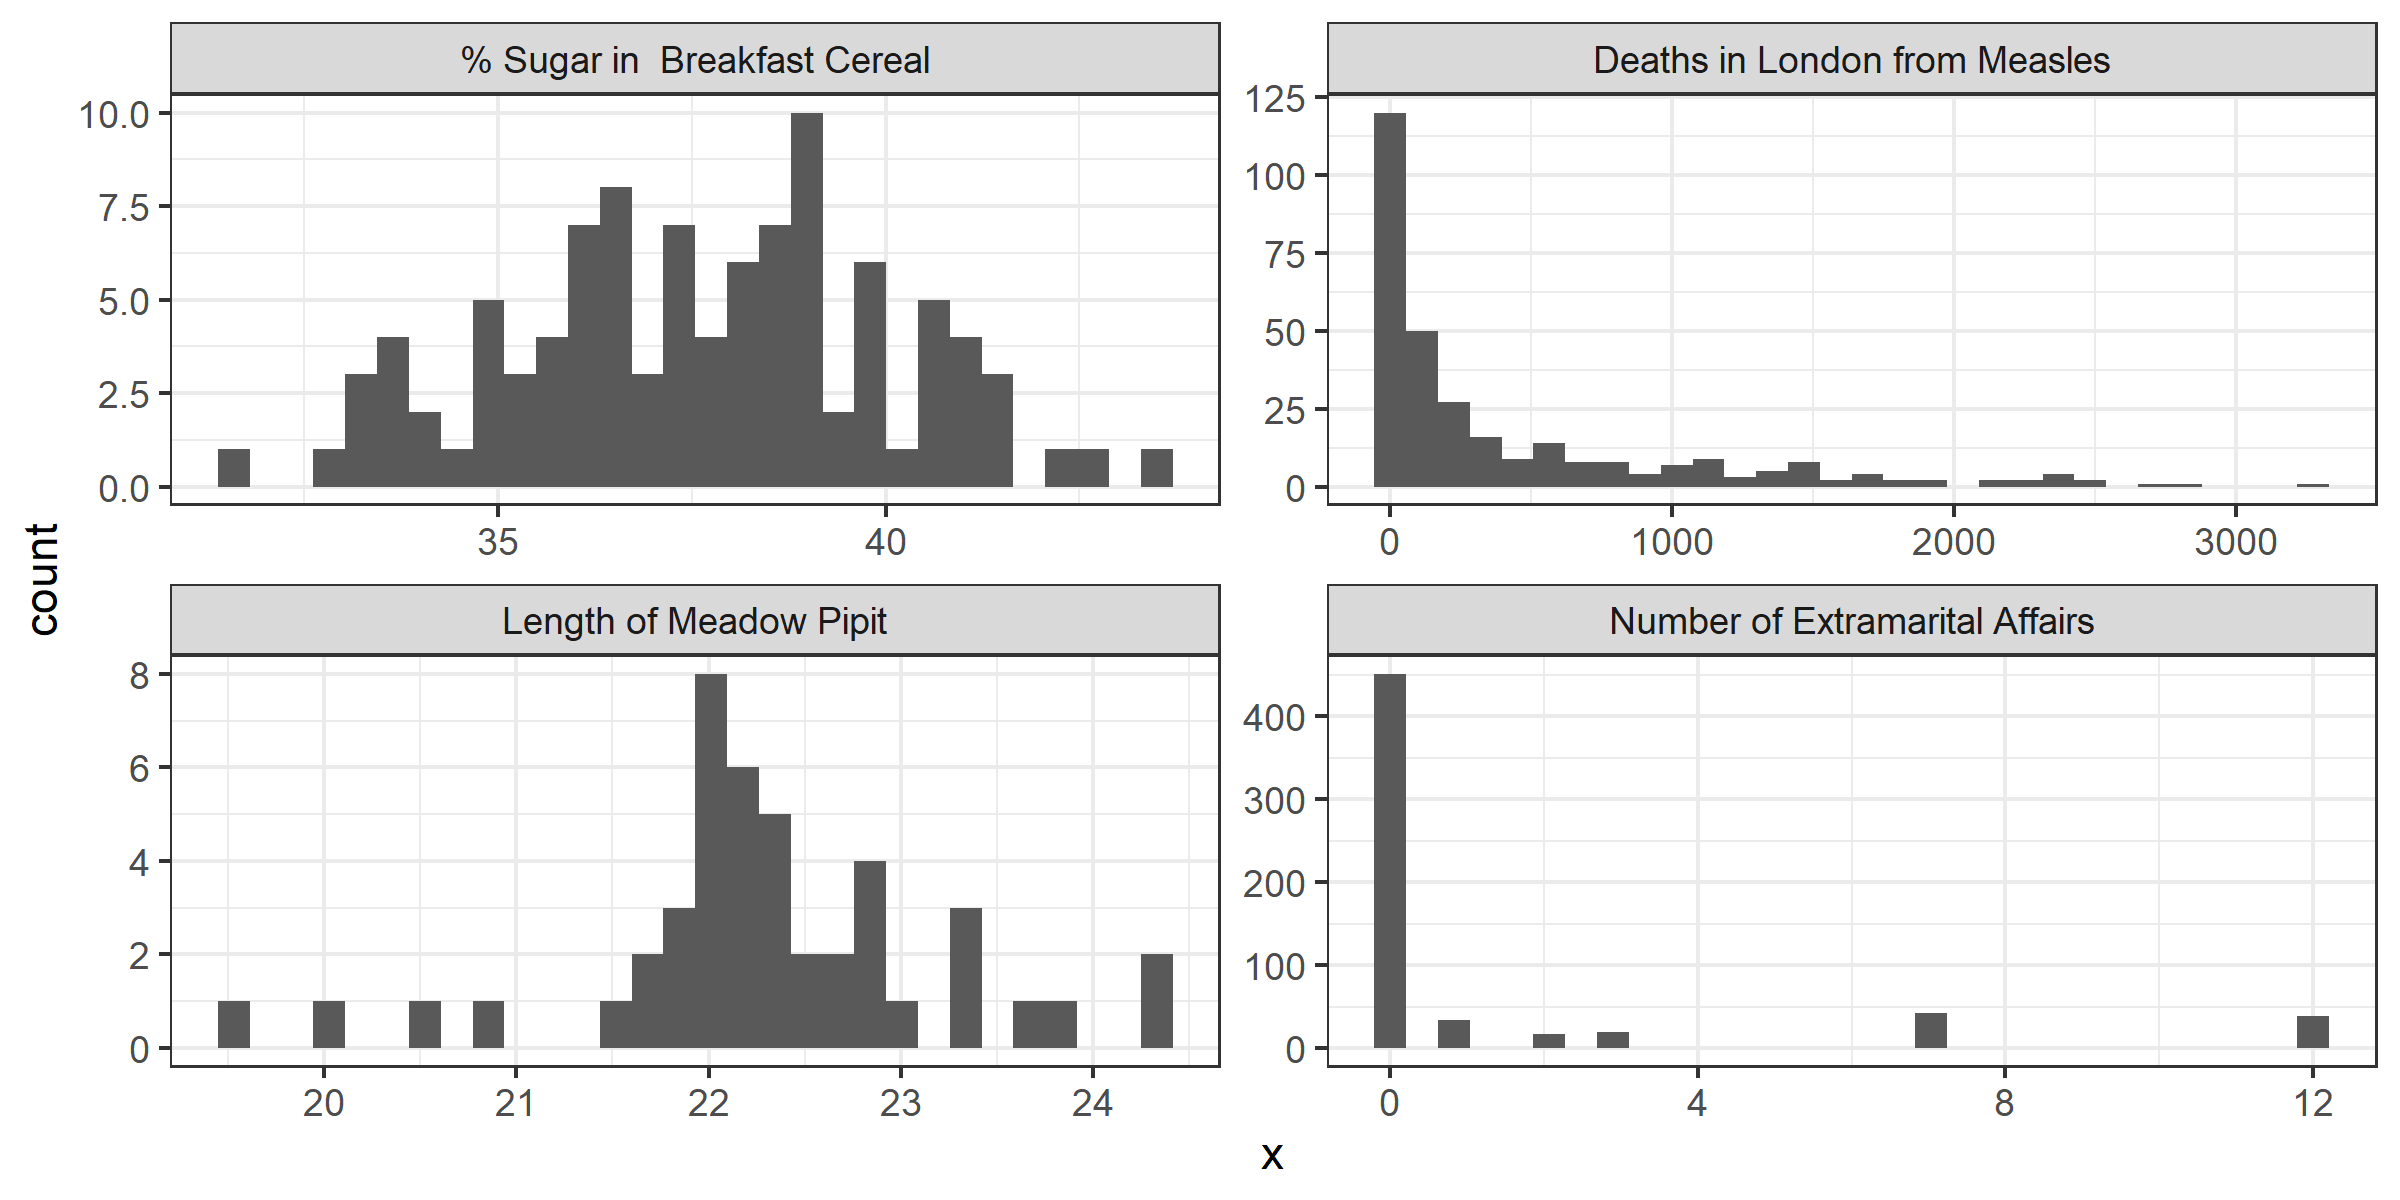 % Sugar in  Breakfast Cereal
10.0
7.5
5.0
2.5
0.0
35 40
Deaths in London from Measles
125
100
75
50
25
0
0 1000 2000 3000
count
Length of Meadow Pipit
8
6
4
2
0
20 21 22 23 24
Number of Extramarital Affairs
400
300
200
100
0
0 4 8 12
x